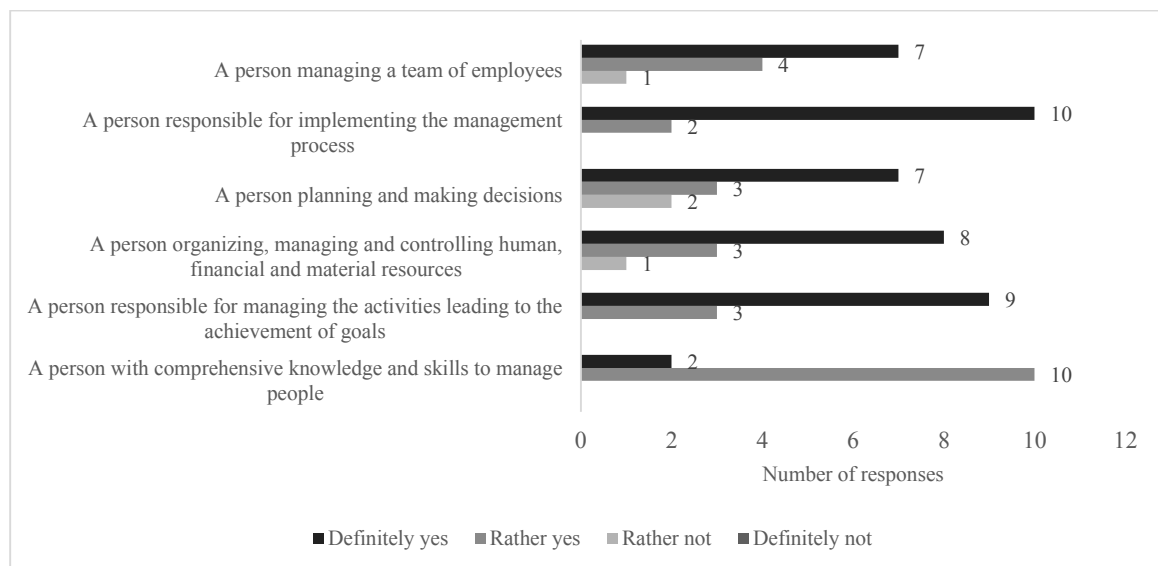 A person managing a team of employees
7
4
1
A person responsible for implementing the management
process
10
2
A person planning and making decisions
7
3
2
A person organizing, managing and controlling human,
financial and material resources
8
3
1
A person responsible for managing the activities leading to the
achievement of goals
9
3
A person with comprehensive knowledge and skills to manage
people
2
10
0 2 4 6 8 10 12
Number of responses
Definitely yes Rather yes Rather not Definitely not